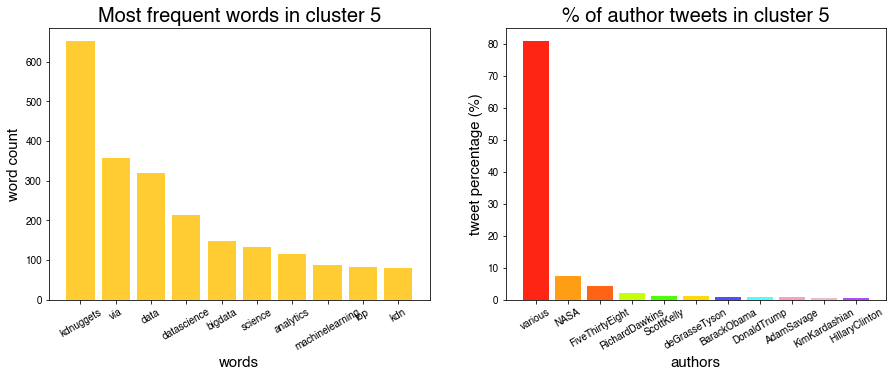 Most frequent words in cluster 5
word count
600
500
400
300
200
100
0
kdnuggets
via
data
datascience
bigdata
science
analytics
machinelearning
top
kdn
words
% of author tweets in cluster 5
tweet percentage (%)
80
70
60
50
40
30
20
10
0
various
NASA
FiveThirtyEight
RichardDawkins
ScottKelly
deGrasseTyson
BarackObama
DonaldTrump
AdamSavage
KimKardashian
HillaryClinton
authors